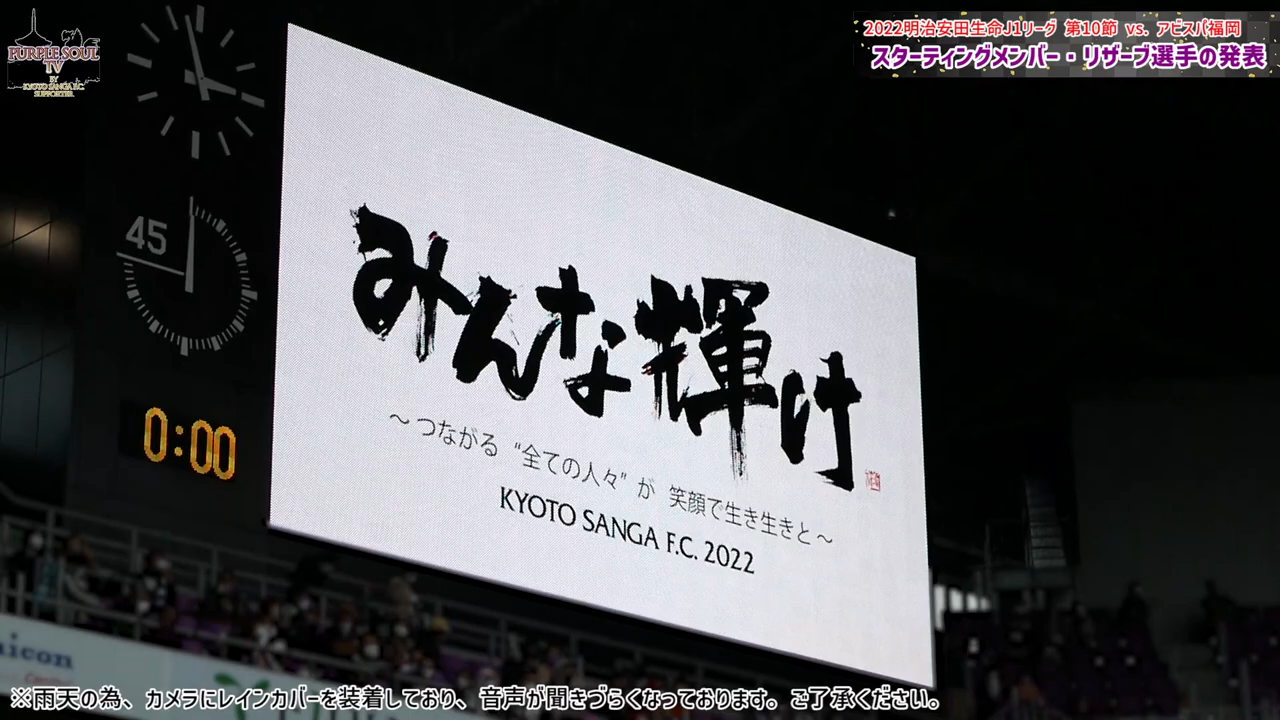 PURPLE SOUL
TV
BY
KYOTO SANGA F.C.
SUPPORTER
2022明治安田生命J1リーグ 第10節 vs. アビスパ福岡
スターティングメンバー・リザーブ選手の発表
45
0:00
みんな輝け
～つながる “全ての人々” が 笑顔で生き生きと～
KYOTO SANGA F.C. 2022
nicon
※雨天の為、カメラにレインカバーを装着しており、音声が聞きづらくなっております。ご了承ください。